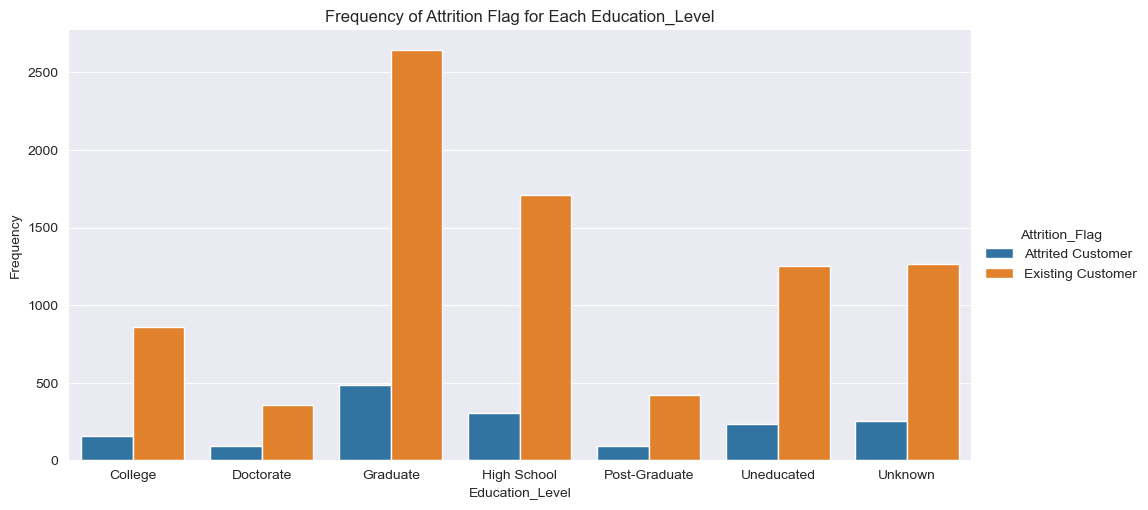 Frequency of Attrition Flag for Each Education_Level
Frequency
2500
2000
1500
1000
500
0
College Doctorate Graduate High School Post-Graduate Uneducated Unknown
Education_Level
Attrition_Flag
Attrited Customer
Existing Customer